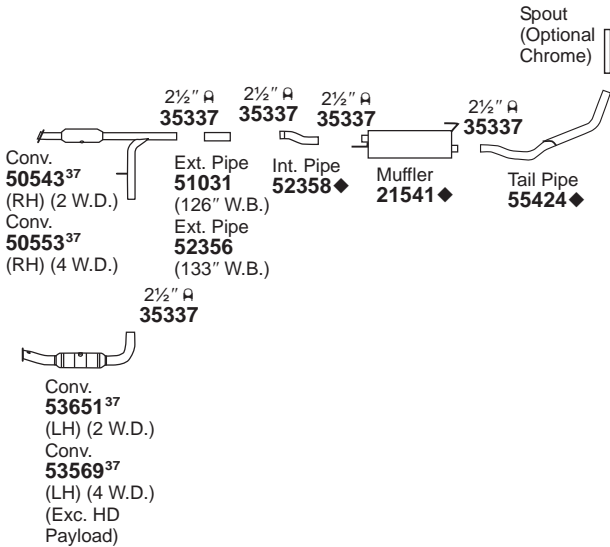 Spout
(Optional
Chrome)
2½″
35337
2½″
35337
2½″
35337
2½″
35337
Conv.
50543³⁷
(RH) (2 W.D.)
Conv.
50553³⁷
(RH) (4 W.D.)
Ext. Pipe
51031
(126″ W.B.)
Ext. Pipe
52356
(133″ W.B.)
Int. Pipe
52358◆
Muffler
21541◆
Tail Pipe
55424◆
2½″
35337
Conv.
53651³⁷
(LH) (2 W.D.)
Conv.
53569³⁷
(LH) (4 W.D.)
(Exc. HD
Payload)